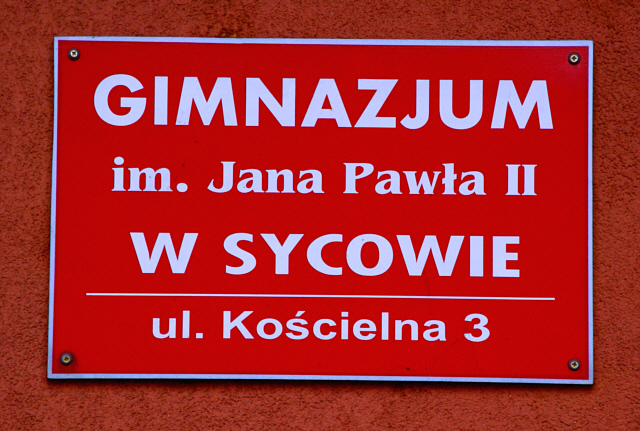 GIMNAZJUM
im. Jana Pawła II
W SYCOWIE
ul. Kościelna 3